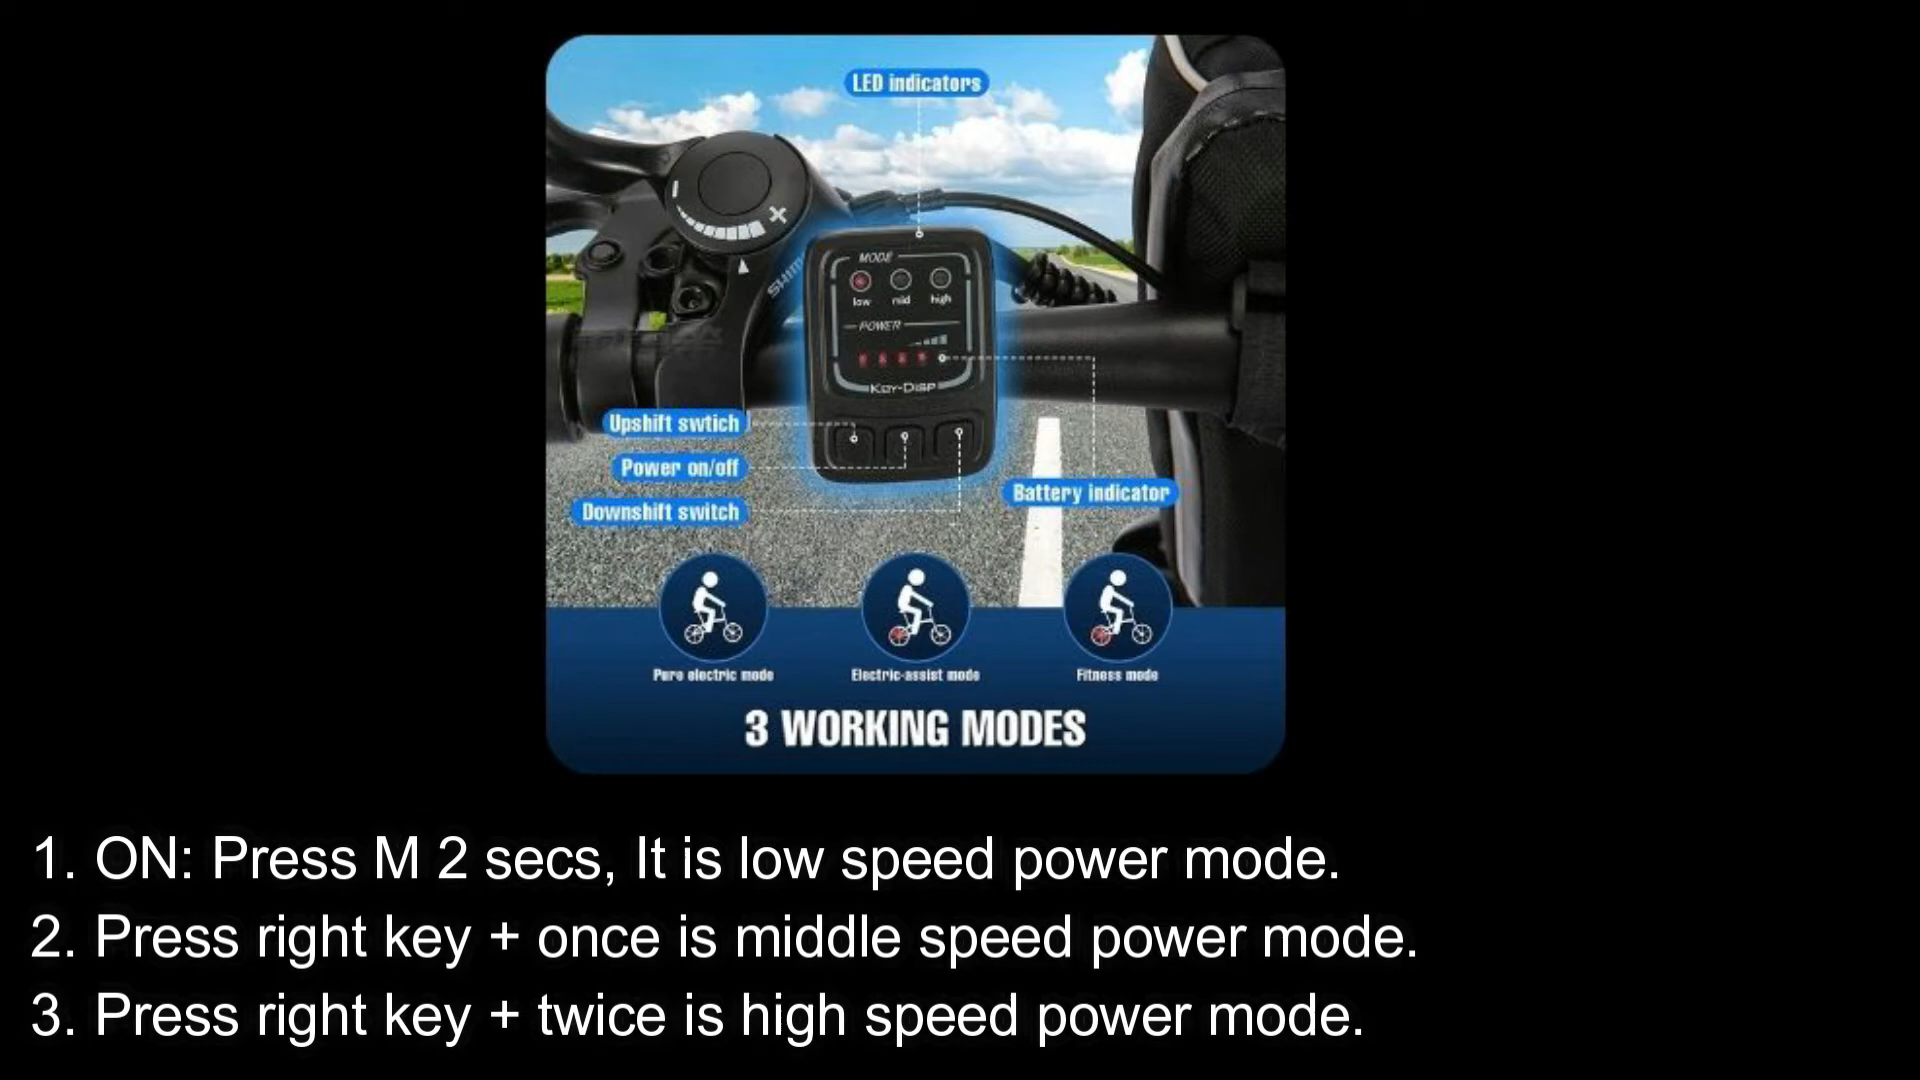 LED indicators
MODE
low mid high
POWER
Key-Disp
Upshift swtich
Power on/off
Downshift switch
Battery indicator
Pure electric mode
Electric-assist mode
Fitness mode
3 WORKING MODES
1. ON: Press M 2 secs, It is low speed power mode.
2. Press right key + once is middle speed power mode.
3. Press right key + twice is high speed power mode.